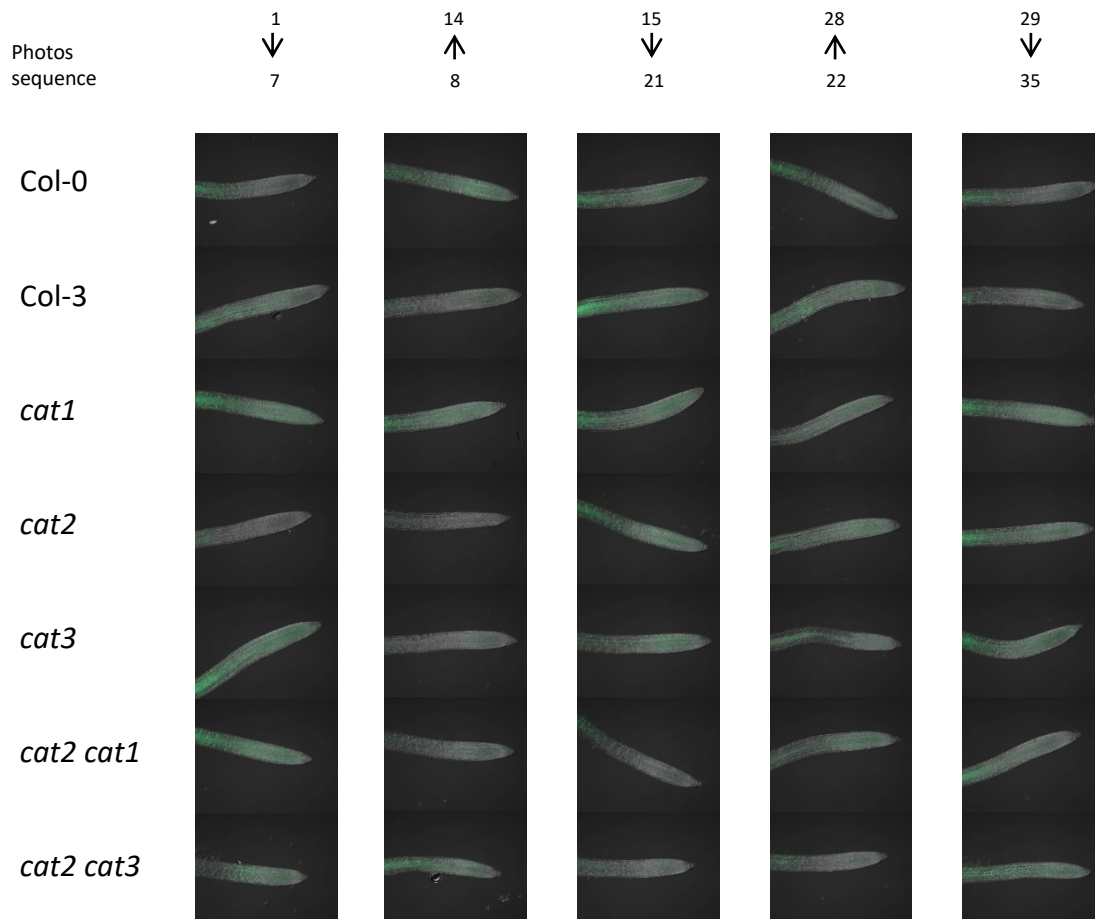 1 14 15 28 29
Photos
sequence
7 8 21 22 35
Col-0
Col-3
cat1
cat2
cat3
cat2 cat1
cat2 cat3